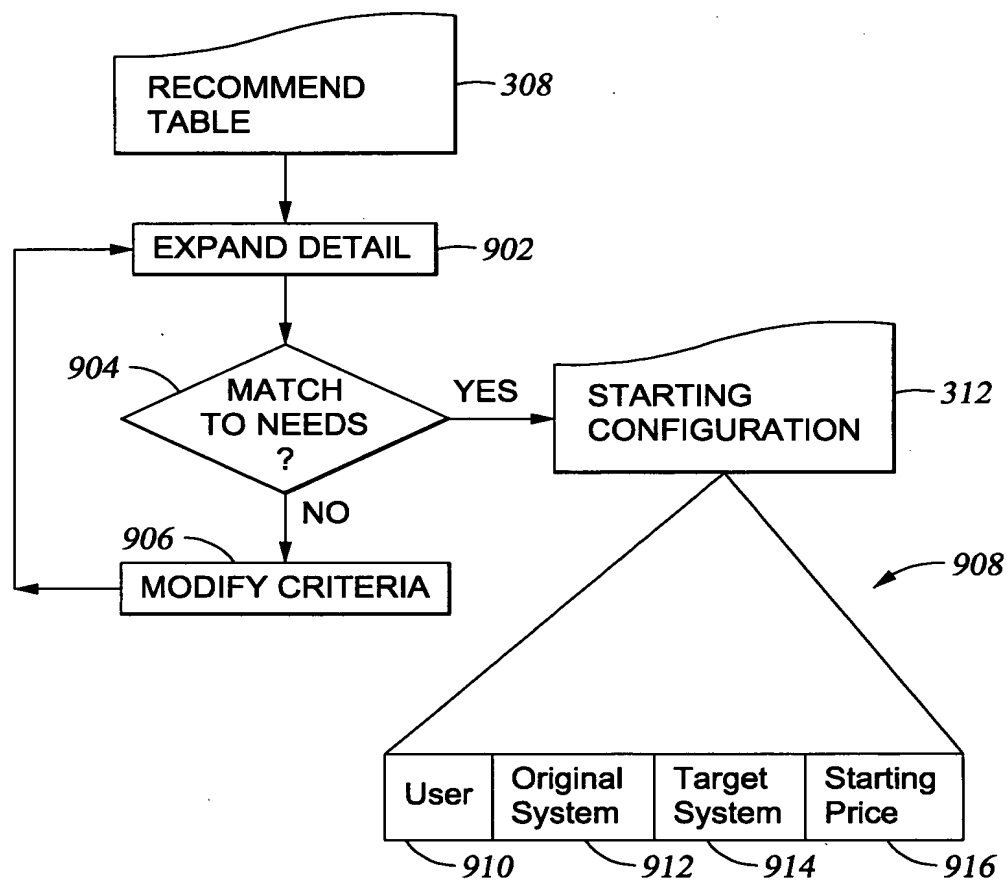 RECOMMEND
TABLE
308
EXPAND DETAIL
902
904
MATCH
TO NEEDS
?
YES
STARTING
CONFIGURATION
312
NO
906
MODIFY CRITERIA
908
User
Original
System
Target
System
Starting
Price
910
912
914
916